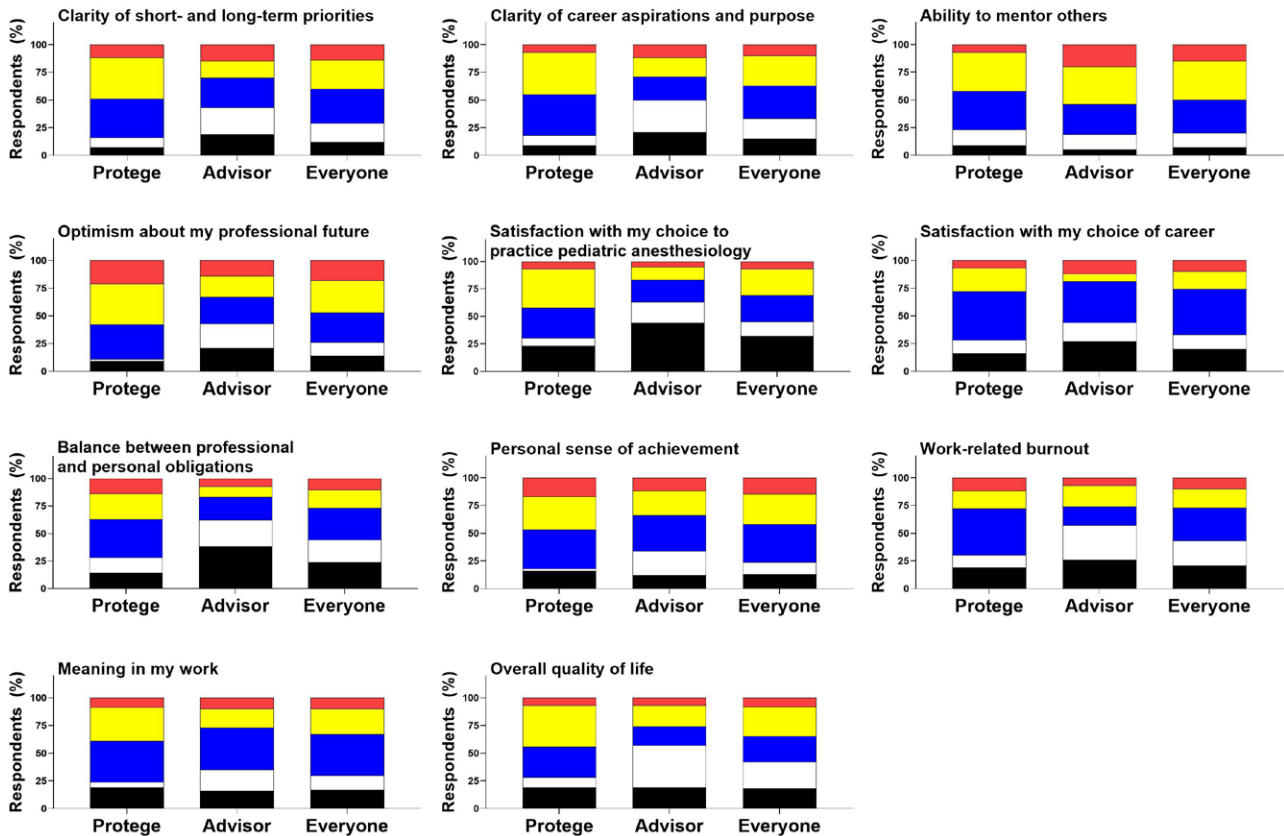 Clarity of short- and long-term priorities
Respondents (%)
100
75
50
25
0
Protege Advisor Everyone
Clarity of career aspirations and purpose
Respondents (%)
100
75
50
25
0
Protege Advisor Everyone
Ability to mentor others
Respondents (%)
100
75
50
25
0
Protege Advisor Everyone
Optimism about my professional future
Respondents (%)
100
75
50
25
0
Protege Advisor Everyone
Satisfaction with my choice to
practice pediatric anesthesiology
Respondents (%)
100
75
50
25
0
Protege Advisor Everyone
Satisfaction with my choice of career
Respondents (%)
100
75
50
25
0
Protege Advisor Everyone
Balance between professional
and personal obligations
Respondents (%)
100
75
50
25
0
Protege Advisor Everyone
Personal sense of achievement
Respondents (%)
100
75
50
25
0
Protege Advisor Everyone
Work-related burnout
Respondents (%)
100
75
50
25
0
Protege Advisor Everyone
Meaning in my work
Respondents (%)
100
75
50
25
0
Protege Advisor Everyone
Overall quality of life
Respondents (%)
100
75
50
25
0
Protege Advisor Everyone